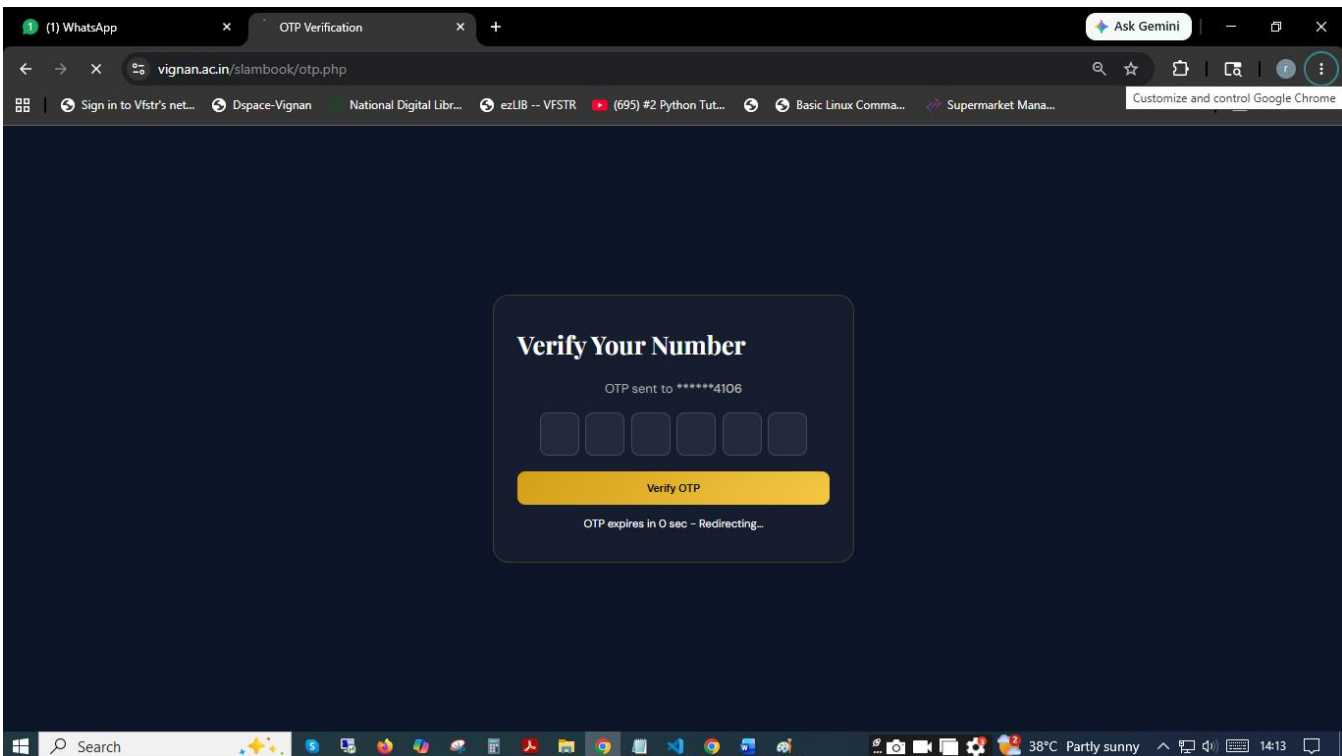 (1) WhatsApp
OTP Verification
Ask Gemini
vignan.ac.in/slambook/otp.php
Customize and control Google Chrome
Sign in to Vfstr's net...
Dspace-Vignan
National Digital Libr...
ezLIB -- VFSTR
(695) #2 Python Tut...
Basic Linux Comma...
Supermarket Mana...
Verify Your Number
OTP sent to ******4106
Verify OTP
OTP expires in 0 sec - Redirecting...
Search
38°C Partly sunny
14:13